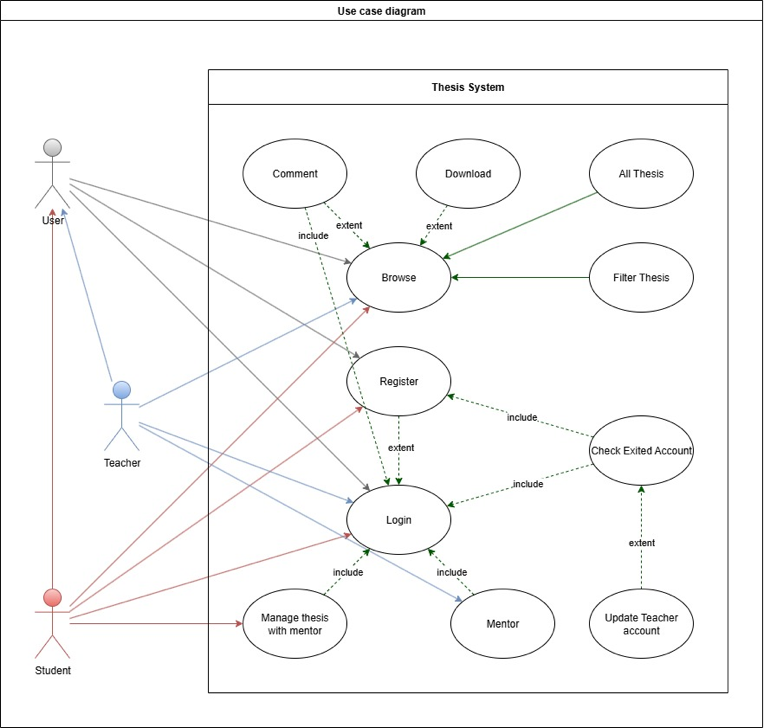 Use case diagram
Thesis System
Comment
Download
All Thesis
User
extent
extent
include
Browse
Filter Thesis
Register
include
extent
Check Exited Account
Teacher
include
Login
extent
include
include
Manage thesis
with mentor
Mentor
Update Teacher
account
Student